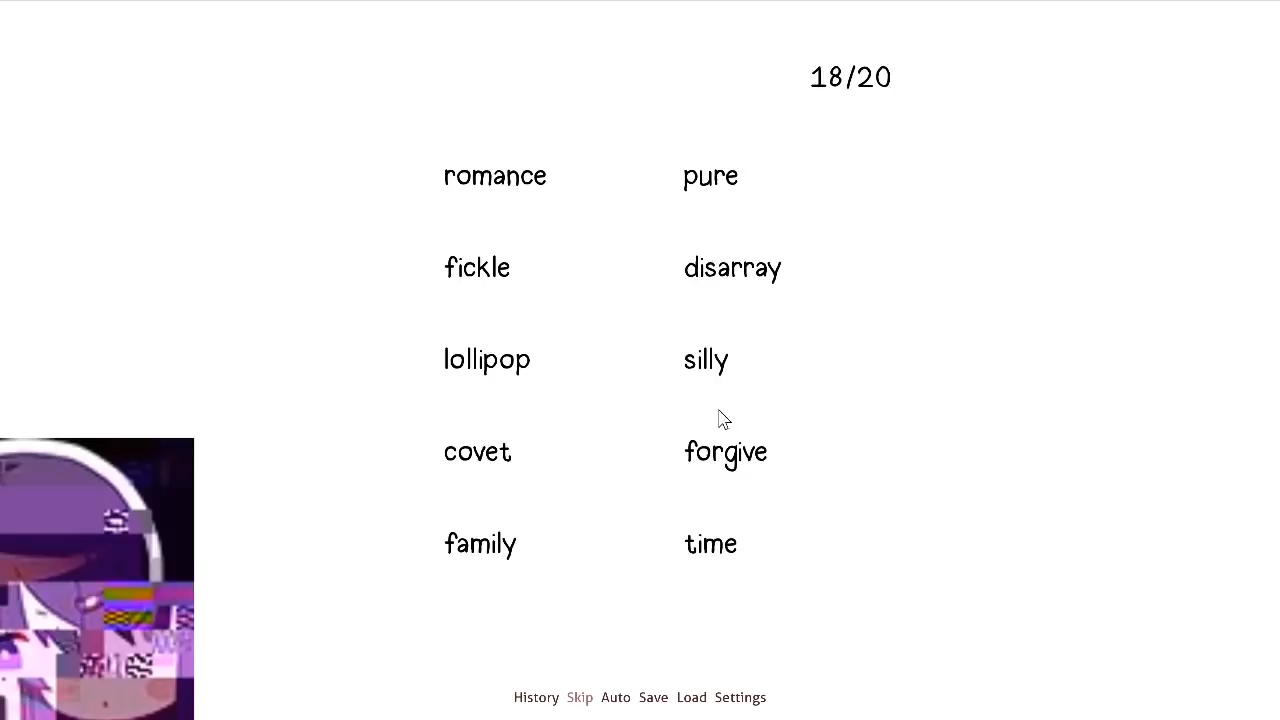 18/20
romance pure
fickle disarray
lollipop silly
covet forgive
family time
History Skip Auto Save Load Settings